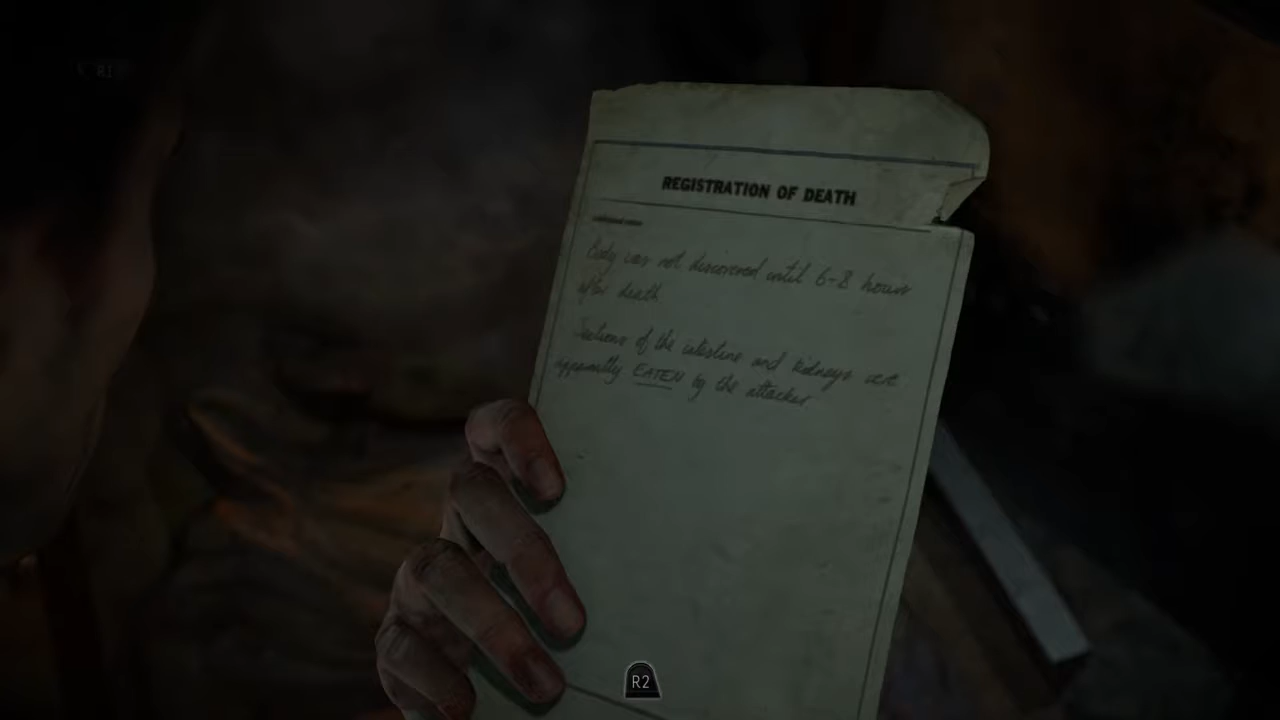 REGISTRATION OF DEATH
Body was not discovered until 6-8 hours
after death
Sections of the intestine and kidneys were
apparently EATEN by the attacker
R2